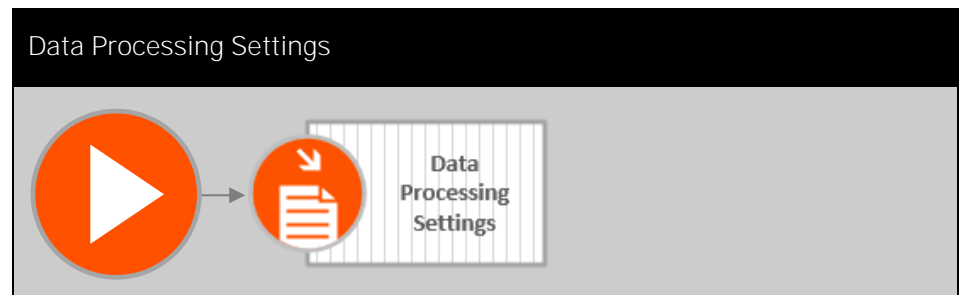 Data Processing Settings
Data
Processing
Settings